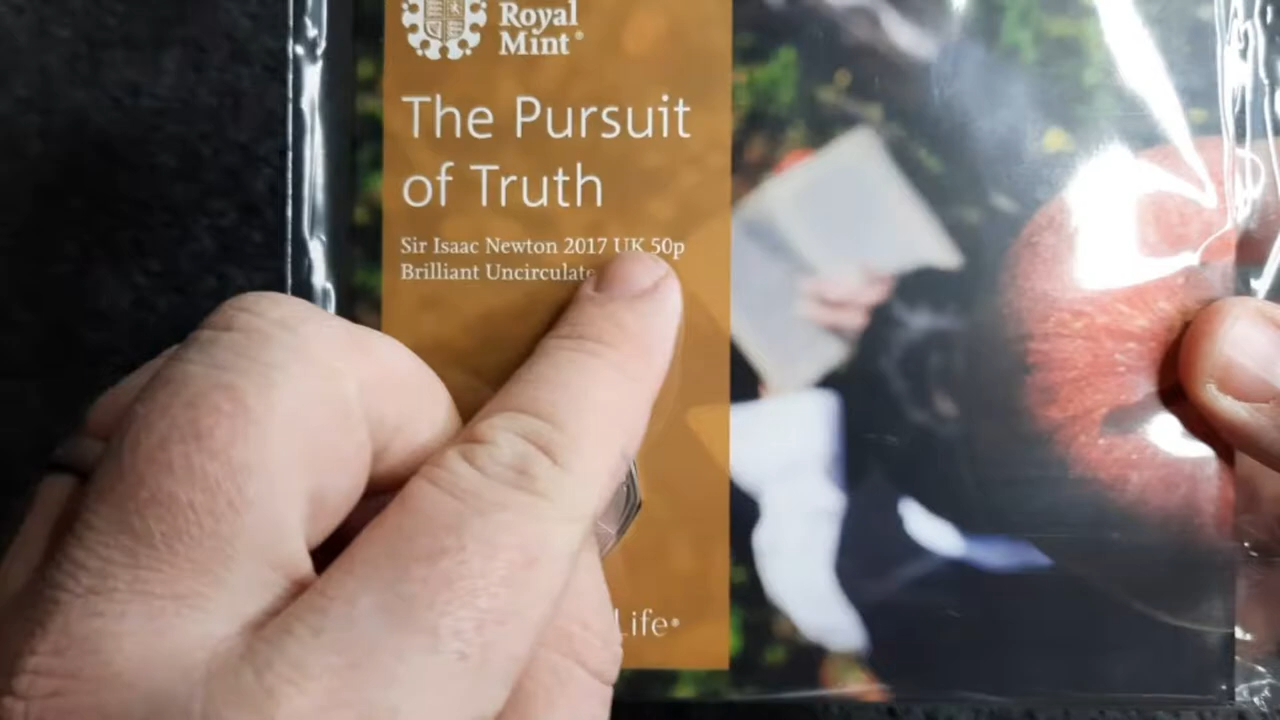 Royal
Mint®
The Pursuit
of Truth
Sir Isaac Newton 2017 UK 50p
Brilliant Uncirculate
Life®